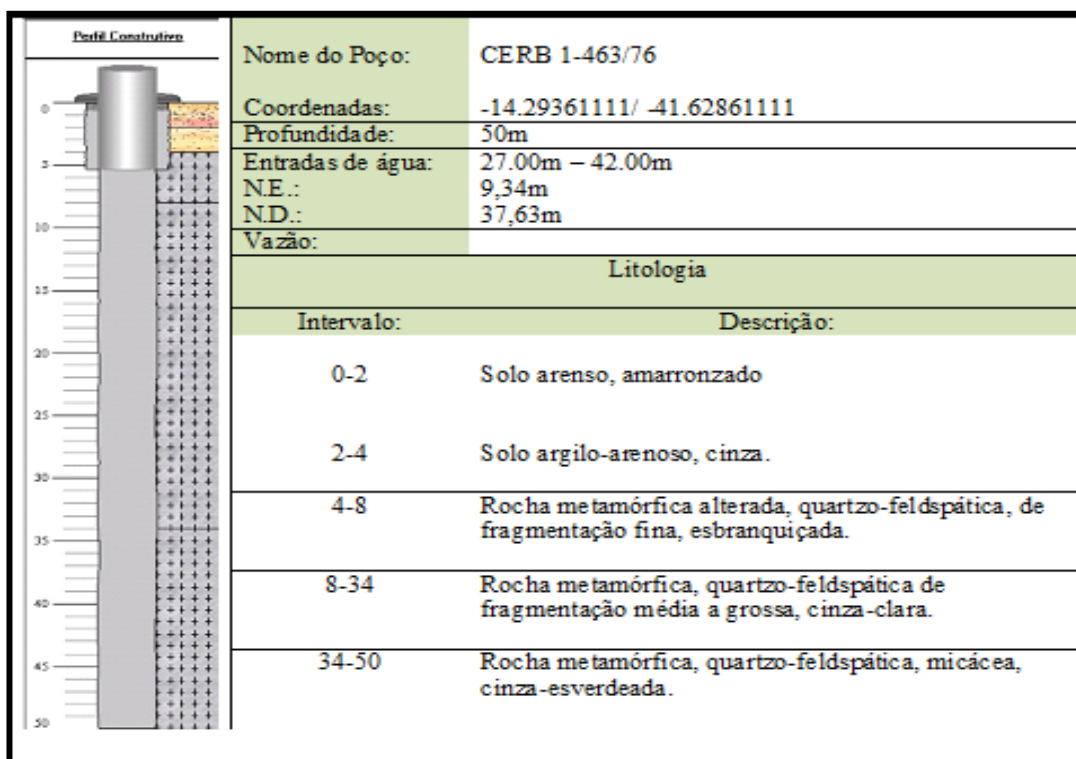 Perfil Construtivo
0
5
10
15
20
25
30
35
40
45
50
Nome do Poço: CERB 1-463/76
Coordenadas: -14.29361111/ -41.62861111
Profundidade: 50m
Entradas de água: 27.00m – 42.00m
N.E.: 9,34m
N.D.: 37,63m
Vazão:
Litologia
Intervalo: Descrição:
0-2 Solo arenso, amarronzado
2-4 Solo argilo-arenoso, cinza.
4-8 Rocha metamórfica alterada, quartzo-feldspática, de
fragmentação fina, esbranquiçada.
8-34 Rocha metamórfica, quartzo-feldspática de
fragmentação média a grossa, cinza-clara.
34-50 Rocha metamórfica, quartzo-feldspática, micácea,
cinza-esverdeada.